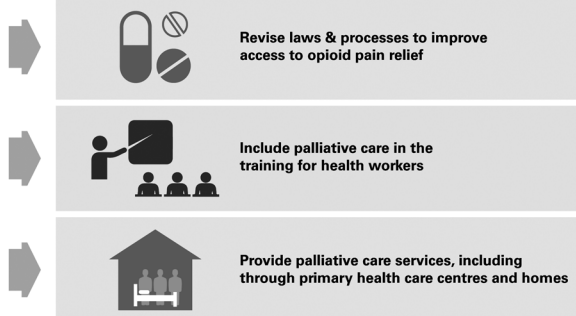 Revise laws & processes to improve
access to opioid pain relief
Include palliative care in the
training for health workers
Provide palliative care services, including
through primary health care centres and homes